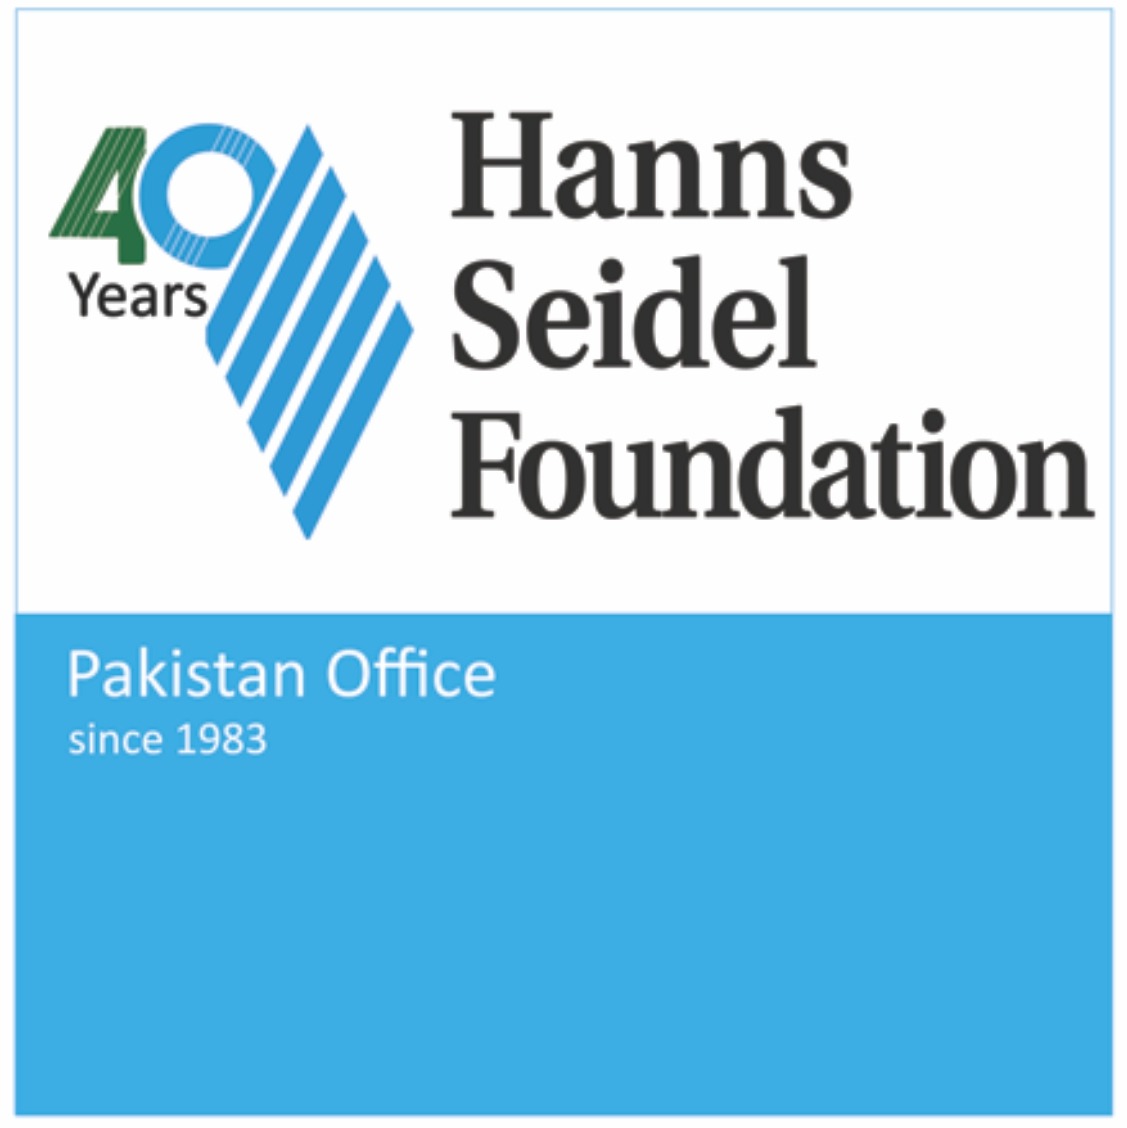 40
Years
Hanns
Seidel
Foundation
Pakistan Office
since 1983